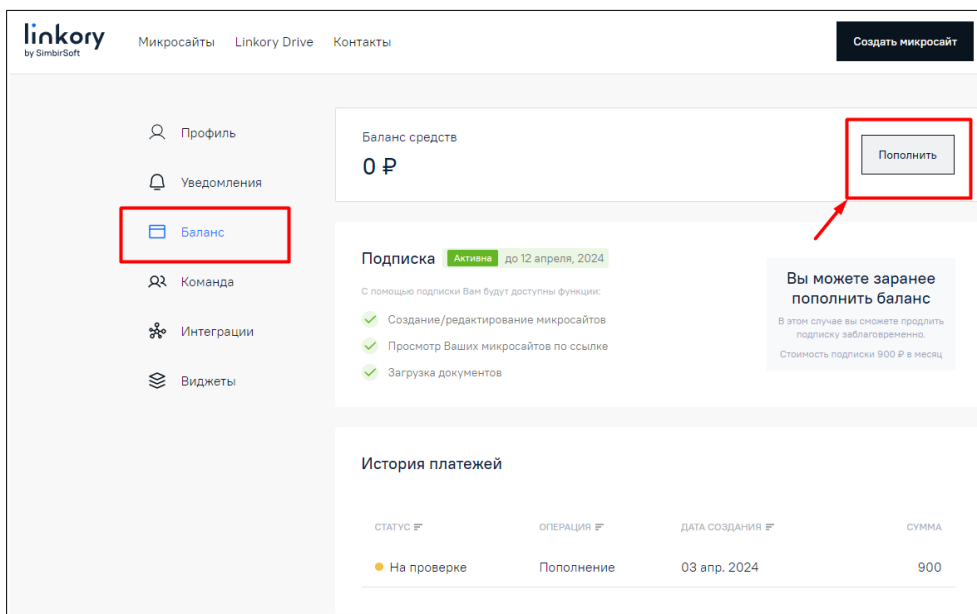 linkory
by SimbirSoft
Микросайты Linkory Drive Контакты
Создать микросайт
Профиль
Уведомления
Баланс
Команда
Интеграции
Виджеты
Баланс средств
0 ₽
Пополнить
Подписка Активна до 12 апреля, 2024
С помощью подписки Вам будут доступны функции:
Создание/редактирование микросайтов
Просмотр Ваших микросайтов по ссылке
Загрузка документов
Вы можете заранее
пополнить баланс
В этом случае вы сможете продлить
подписку заблаговременно.
Стоимость подписки 900 ₽ в месяц
История платежей
СТАТУС ОПЕРАЦИЯ ДАТА СОЗДАНИЯ СУММА
На проверке Пополнение 03 апр. 2024 900